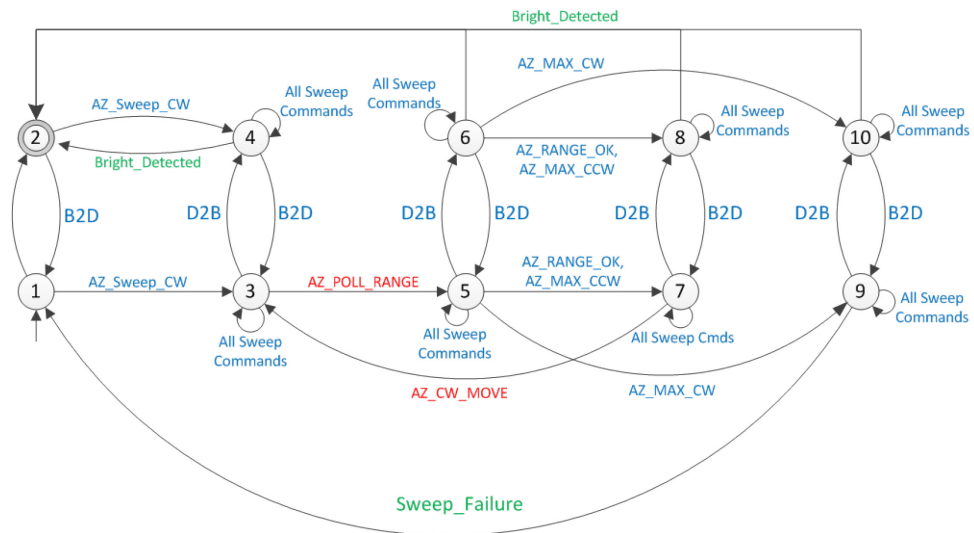 Bright_Detected
AZ_MAX_CW
All Sweep
Commands
AZ_Sweep_CW
All Sweep
Commands
All Sweep
Commands
All Sweep
Commands
2
4
6
8
10
Bright_Detected
AZ_RANGE_OK,
AZ_MAX_CCW
B2D
D2B
B2D
D2B
B2D
D2B
B2D
D2B
B2D
AZ_Sweep_CW
AZ_POLL_RANGE
AZ_RANGE_OK,
AZ_MAX_CCW
1
3
5
7
9
All Sweep
Commands
All Sweep
Commands
All Sweep
Commands
All Sweep Cmds
AZ_CW_MOVE
AZ_MAX_CW
Sweep_Failure